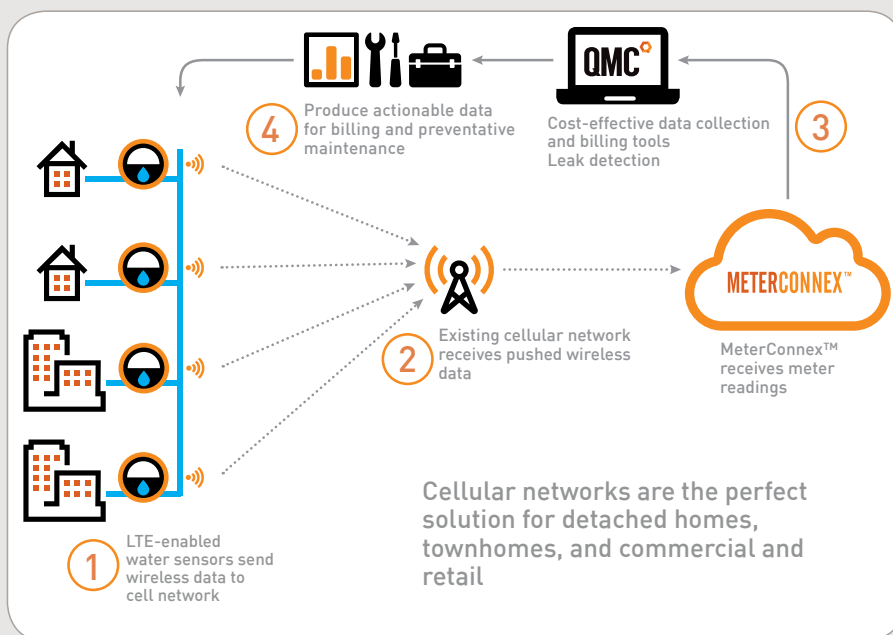 QMC
4
Produce actionable data
for billing and preventative
maintenance
Cost-effective data collection
and billing tools
Leak detection
3
METERCONNEX™
2
Existing cellular network
receives pushed wireless
data
MeterConnex™
receives meter
readings
Cellular networks are the perfect
solution for detached homes,
townhomes, and commercial and
retail
1
LTE-enabled
water sensors send
wireless data to
cell network